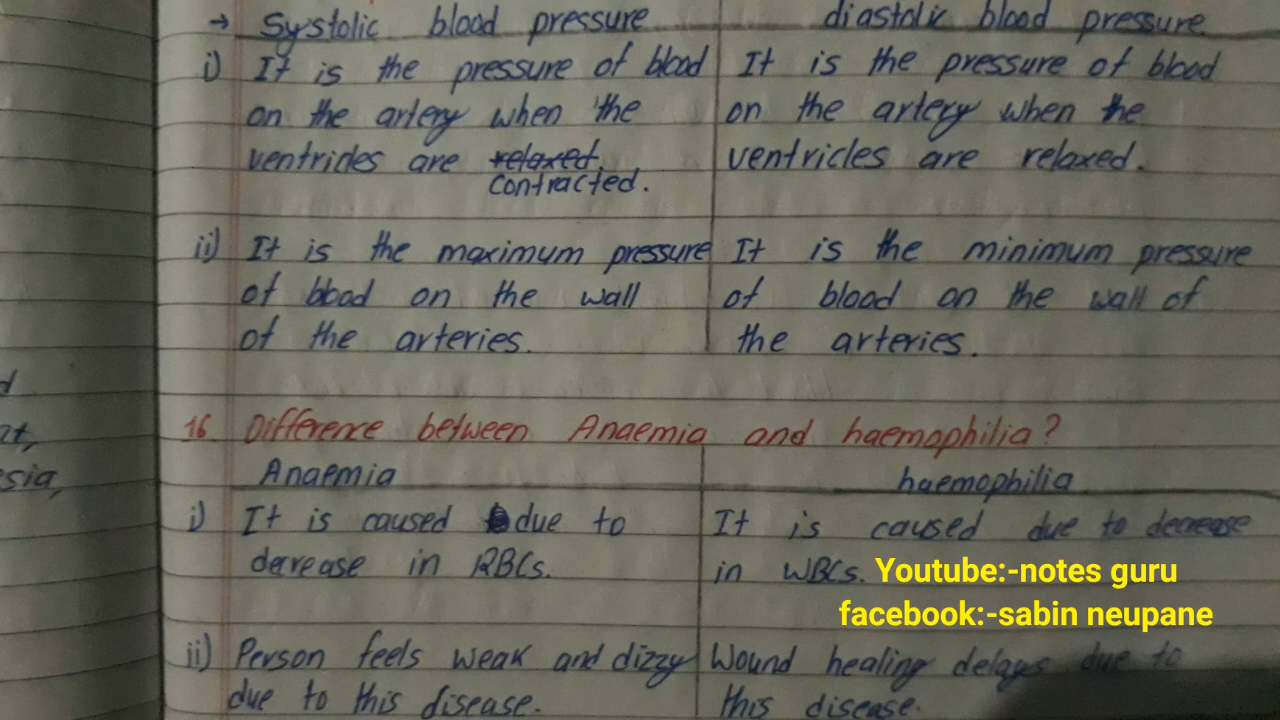 → Systolic blood pressure	diastolic blood pressure
i) It is the pressure of blood	It is the pressure of blood
on the artery when the	on the artery when the
ventricles are relaxed	ventricles are relaxed.
contracted.
ii) It is the maximum pressure	It is the minimum pressure
of blood on the wall	of blood on the wall of
of the arteries.	the arteries.
d
at,
sia,
16 Difference between Anaemia and haemophilia?
Anaemia	haemophilia
i) It is caused due to	It is caused due to decrease
decrease in RBCs.	in WBCs.
Youtube:-notes guru
facebook:-sabin neupane
ii) Person feels weak and dizzy	Wound healing delays due to
due to this disease.	this disease.